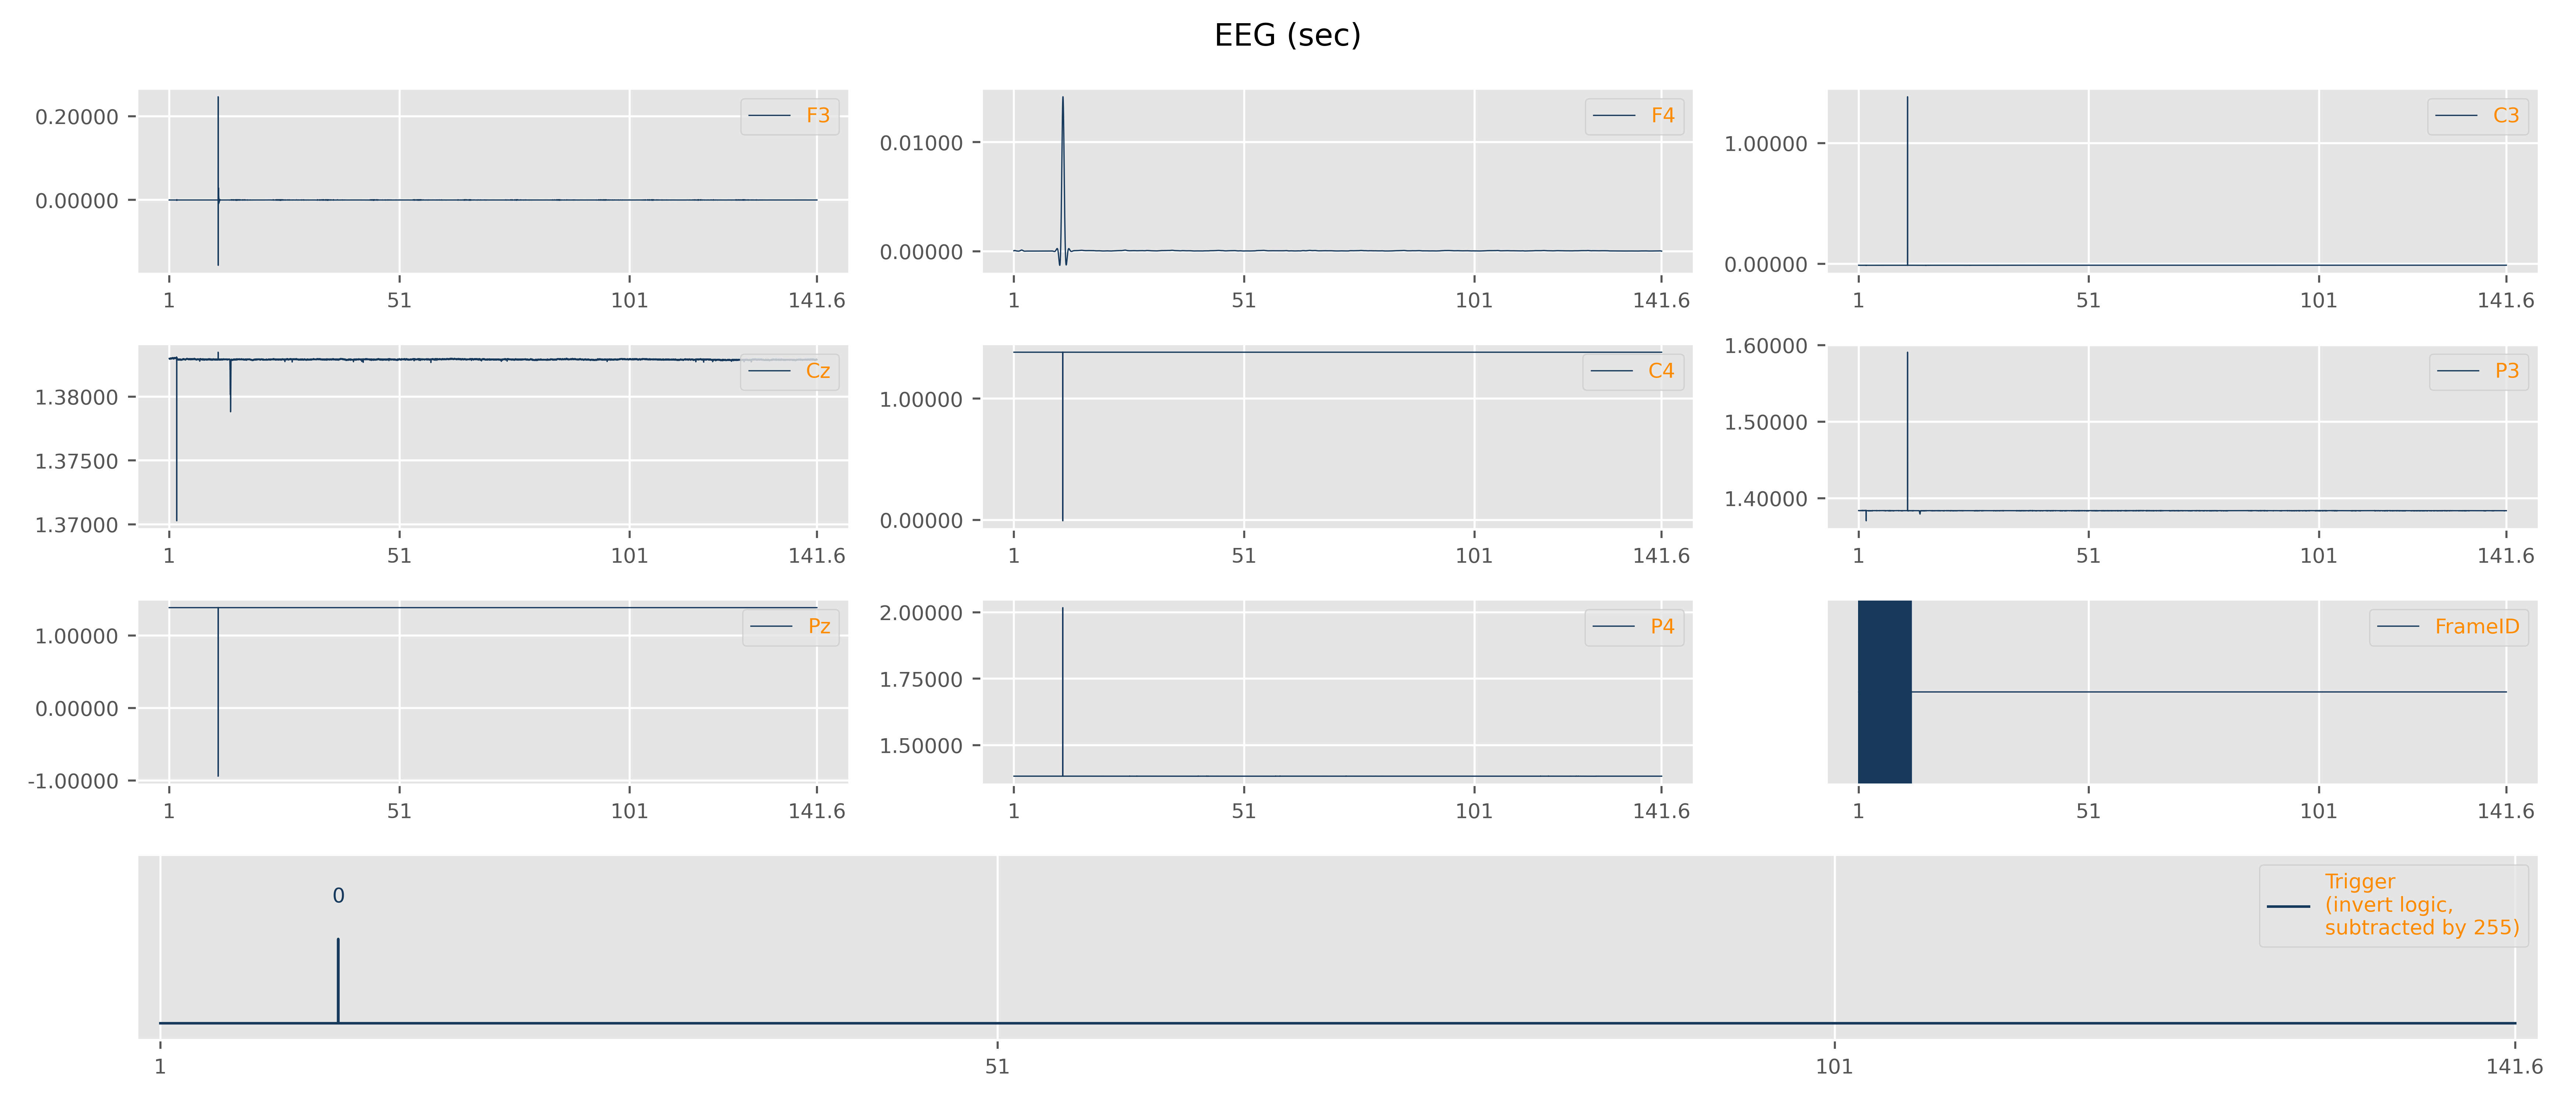 EEG (sec)
0.20000
0.00000
F3
1 51 101 141.6
0.01000
0.00000
F4
1 51 101 141.6
1.00000
0.00000
C3
1 51 101 141.6
1.38000
1.37500
1.37000
Cz
1 51 101 141.6
1.00000
0.00000
C4
1 51 101 141.6
1.60000
1.50000
1.40000
P3
1 51 101 141.6
1.00000
0.00000
-1.00000
Pz
1 51 101 141.6
2.00000
1.75000
1.50000
P4
1 51 101 141.6
FrameID
1 51 101 141.6
0
Trigger
(invert logic,
subtracted by 255)
1 51 101 141.6